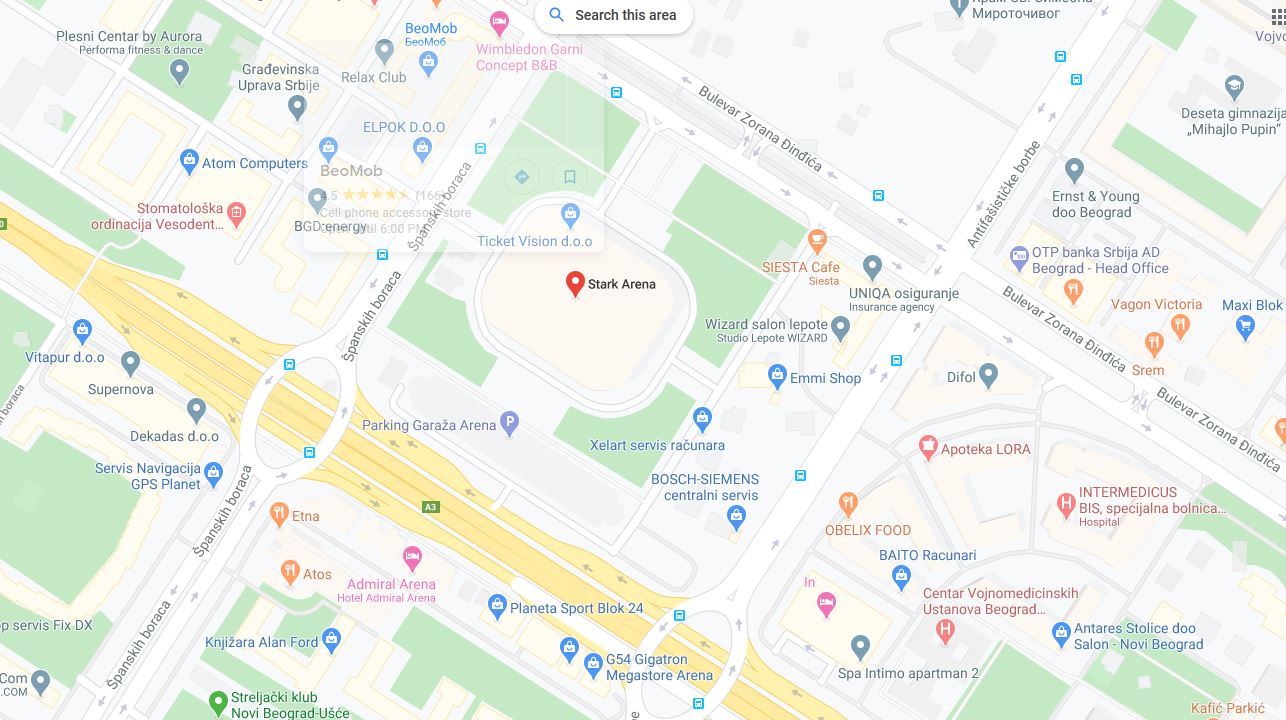 Search this area
Храм Св. Симеона
Мироточивог
Vojvo
Plesni Centar by Aurora
Performa fitness & dance
BeoMob
БеоМоб
Wimbledon Garni
Concept B&B
Građevinska
Uprava Srbije
Relax Club
Bulevar Zorana Đinđića
Deseta gimnazija
„Mihajlo Pupin"
ELPOK D.O.O
Atom Computers
BeoMob
4.5
(166)
Cell phone accessory store
Open until 6:00 PM
Španskih boraca
Antifašističke borbe
Ernst & Young
doo Beograd
Stomatološka
ordinacija Vesodent...
BGD:energy
Ticket Vision d.o.o
SIESTA Cafe
Siesta
OTP banka Srbija AD
Beograd - Head Office
Stark Arena
UNIQA osiguranje
Insurance agency
Bulevar Zorana Đinđića
Vagon Victoria
Maxi Blok
Španskih boraca
Wizard salon lepote
Studio Lepote WIZARD
Vitapur d.o.o
Supernova
Emmi Shop
Difol
Srem
boraca
Bulevar Zorana Đinđića
Dekadas d.o.o
Parking Garaža Arena
P
Xelart servis računara
Apoteka LORA
Servis Navigacija
GPS Planet
BOSCH-SIEMENS
centralni servis
INTERMEDICUS
BIS, specijalna bolnica...
Hospital
A3
Španskih boraca
Etna
OBELIX FOOD
BAITO Racunari
Atos
Admiral Arena
Hotel Admiral Arena
In
Centar Vojnomedicinskih
Ustanova Beograd...
Planeta Sport Blok 24
op servis Fix DX
Španskih boraca
Knjižara Alan Ford
Antares Stolice doo
Salon - Novi Beograd
G54 Gigatron
Megastore Arena
Spa Intimo apartman 2
Com
.COM
Streljački klub
Novi Beograd-Ušće
Kafić Parkić